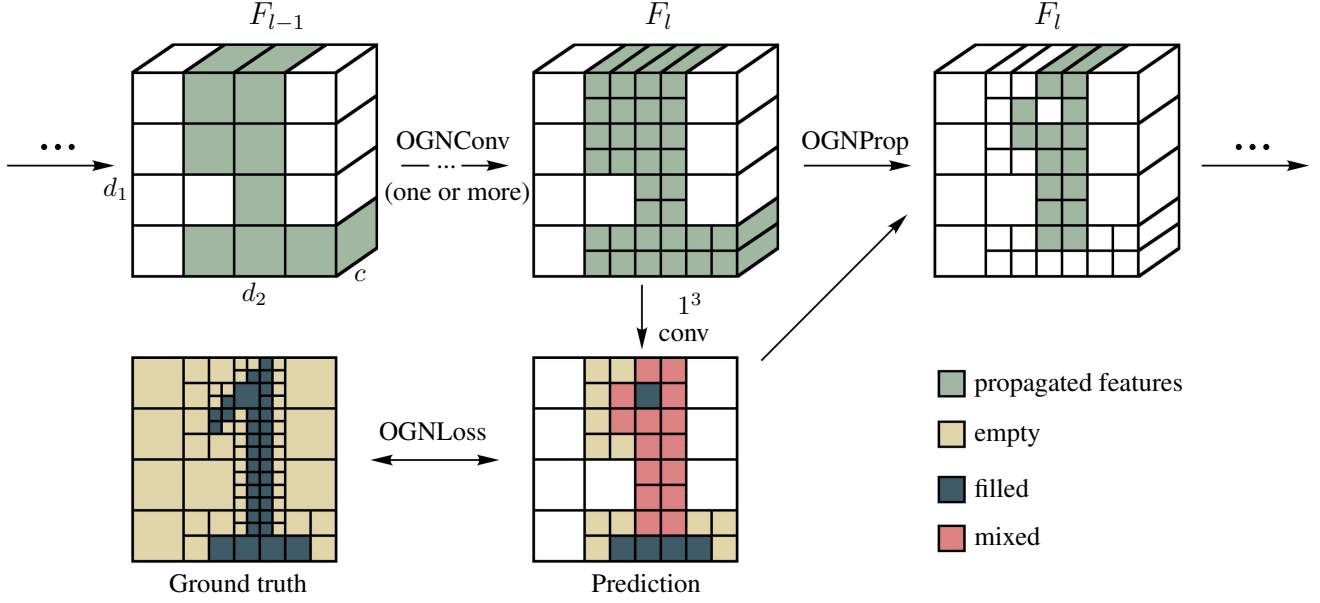 F_{l-1}
F_l
F_l
...
OGNConv
...
(one or more)
OGNProp
...
d_1
d_2
c
1^3
conv
OGNLoss
Ground truth
Prediction
propagated features
empty
filled
mixed